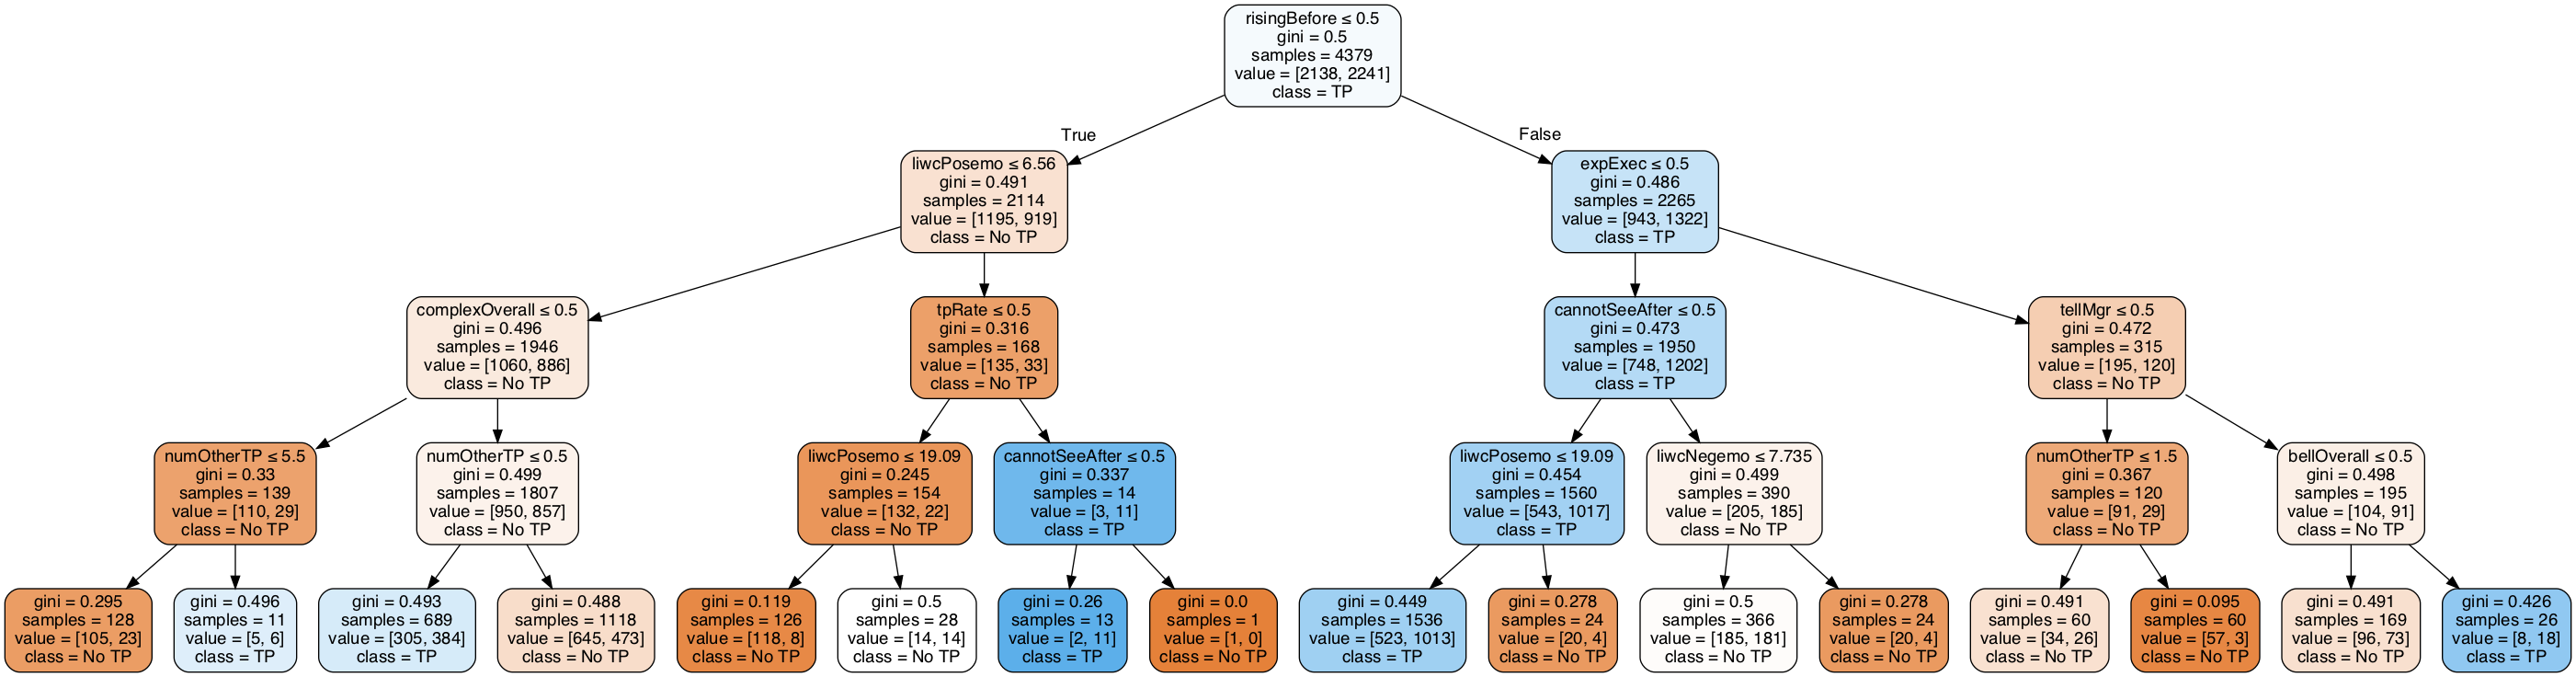 risingBefore ≤ 0.5
gini = 0.5
samples = 4379
value = [2138, 2241]
class = TP
True
False
liwcPosemo ≤ 6.56
gini = 0.491
samples = 2114
value = [1195, 919]
class = No TP
expExec ≤ 0.5
gini = 0.486
samples = 2265
value = [943, 1322]
class = TP
complexOverall ≤ 0.5
gini = 0.496
samples = 1946
value = [1060, 886]
class = No TP
tpRate ≤ 0.5
gini = 0.316
samples = 168
value = [135, 33]
class = No TP
cannotSeeAfter ≤ 0.5
gini = 0.473
samples = 1950
value = [748, 1202]
class = TP
tellMgr ≤ 0.5
gini = 0.472
samples = 315
value = [195, 120]
class = No TP
numOtherTP ≤ 5.5
gini = 0.33
samples = 139
value = [110, 29]
class = No TP
numOtherTP ≤ 0.5
gini = 0.499
samples = 1807
value = [950, 857]
class = No TP
liwcPosemo ≤ 19.09
gini = 0.245
samples = 154
value = [132, 22]
class = No TP
cannotSeeAfter ≤ 0.5
gini = 0.337
samples = 14
value = [3, 11]
class = TP
liwcPosemo ≤ 19.09
gini = 0.454
samples = 1560
value = [543, 1017]
class = TP
liwcNegemo ≤ 7.735
gini = 0.499
samples = 390
value = [205, 185]
class = No TP
numOtherTP ≤ 1.5
gini = 0.367
samples = 120
value = [91, 29]
class = No TP
bellOverall ≤ 0.5
gini = 0.498
samples = 195
value = [104, 91]
class = No TP
gini = 0.295
samples = 128
value = [105, 23]
class = No TP
gini = 0.496
samples = 11
value = [5, 6]
class = TP
gini = 0.493
samples = 689
value = [305, 384]
class = TP
gini = 0.488
samples = 1118
value = [645, 473]
class = No TP
gini = 0.119
samples = 126
value = [118, 8]
class = No TP
gini = 0.5
samples = 28
value = [14, 14]
class = No TP
gini = 0.26
samples = 13
value = [2, 11]
class = TP
gini = 0.0
samples = 1
value = [1, 0]
class = No TP
gini = 0.449
samples = 1536
value = [523, 1013]
class = TP
gini = 0.278
samples = 24
value = [20, 4]
class = No TP
gini = 0.5
samples = 366
value = [185, 181]
class = No TP
gini = 0.278
samples = 24
value = [20, 4]
class = No TP
gini = 0.491
samples = 60
value = [34, 26]
class = No TP
gini = 0.095
samples = 60
value = [57, 3]
class = No TP
gini = 0.491
samples = 169
value = [96, 73]
class = No TP
gini = 0.426
samples = 26
value = [8, 18]
class = TP